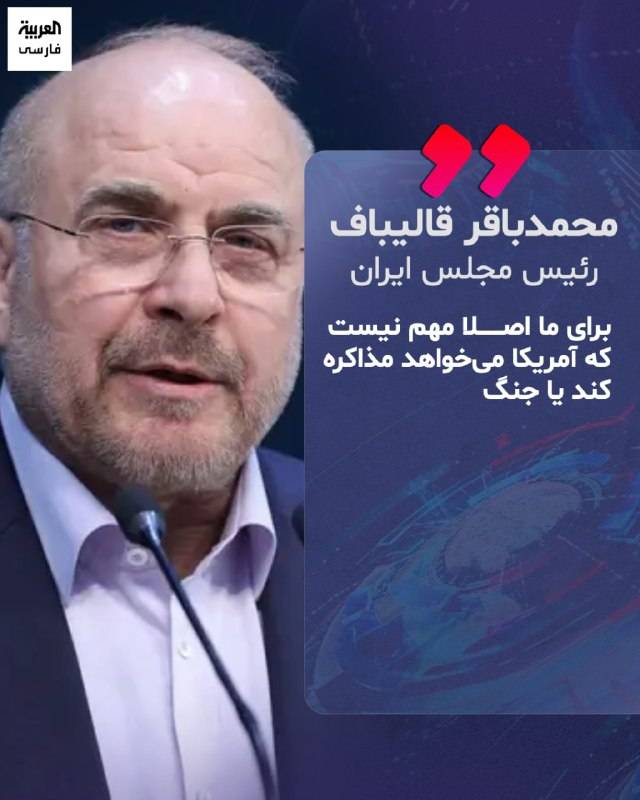 العربية
فارسی
محمدباقر قالیباف
رئیس مجلس ایران
برای ما اصـــلا مهم نیست
که آمریکا می‌خواهد مذاکره
کند یا جنگ